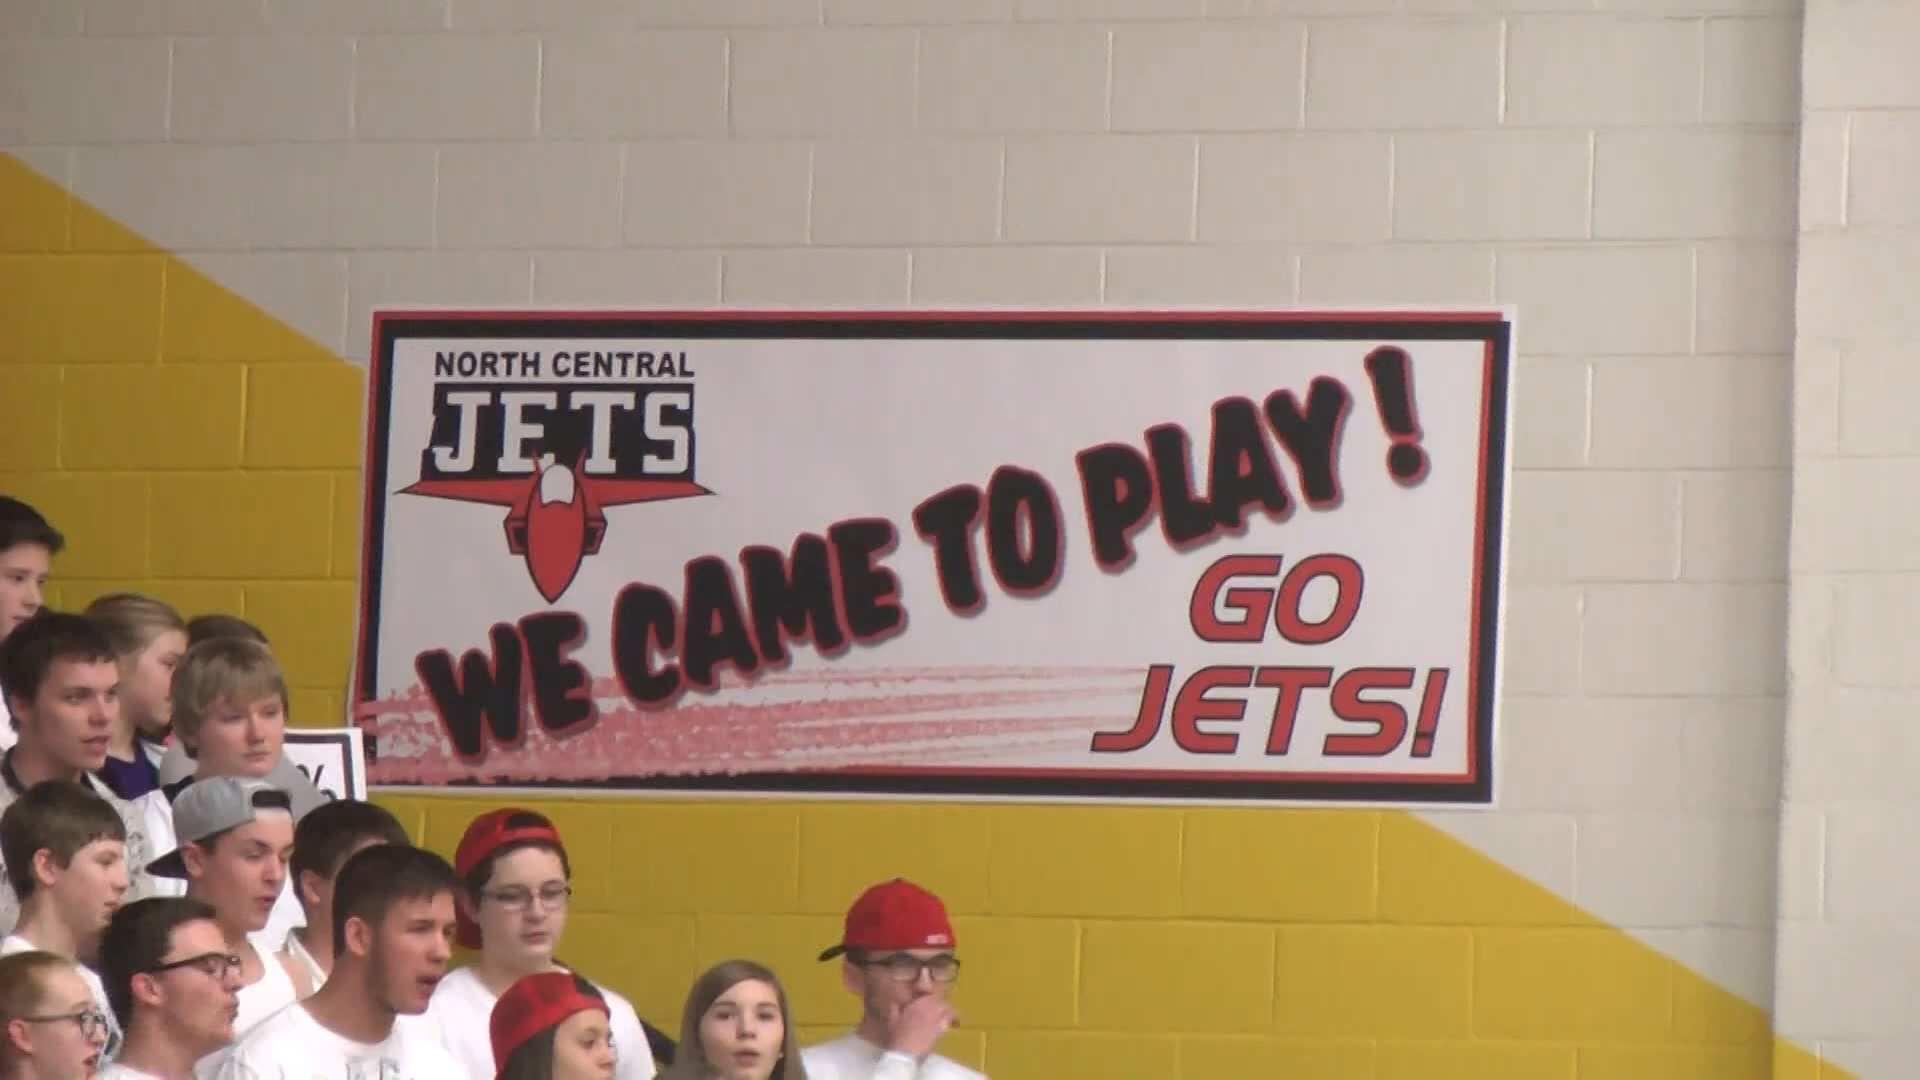 NORTH CENTRAL
JETS
WE CAME TO PLAY!
GO
JETS!
%